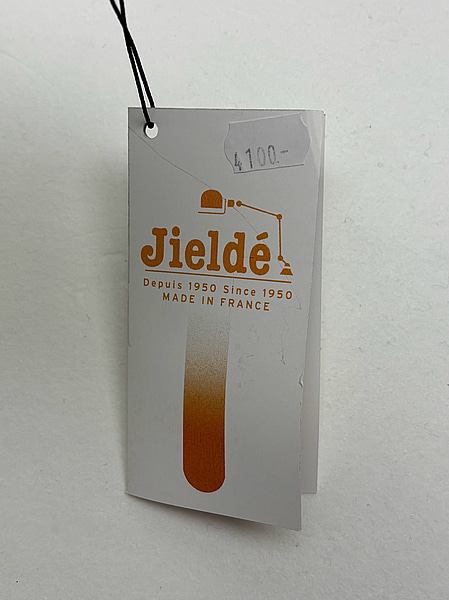 4100.-
Jieldé
Depuis 1950 Since 1950
MADE IN FRANCE